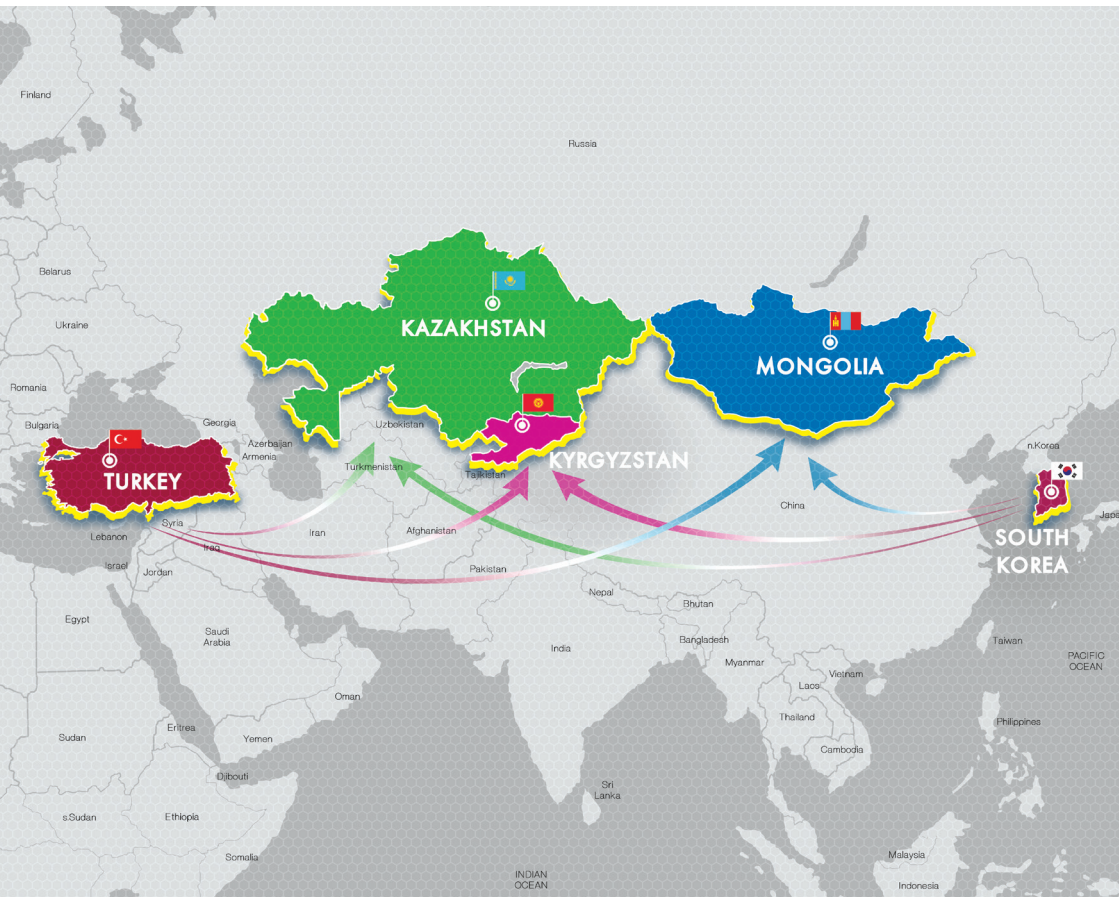 Finland
Russia
Belarus
Ukraine
KAZAKHSTAN
MONGOLIA
Romania
Bulgaria
Georgia
Azerbaijan
Armenia
Uzbekistan
n.Korea
TURKEY
Turkmenistan
Tajikistan
KYRGYZSTAN
China
Japa
Syria
Lebanon
Iraq
Iran
Afghanistan
SOUTH
KOREA
Israel
Jordan
Pakistan
Nepal
Bhutan
Egypt
Saudi
Arabia
India
Bangladesh
Myanmar
Taiwan
PACIFIC
OCEAN
Vietnam
Laos
Oman
Thailand
Philippines
Sudan
Eritrea
Yemen
Cambodia
Djibouti
Sri
Lanka
s.Sudan
Ethiopia
Somalia
Malaysia
INDIAN
OCEAN
Indonesia